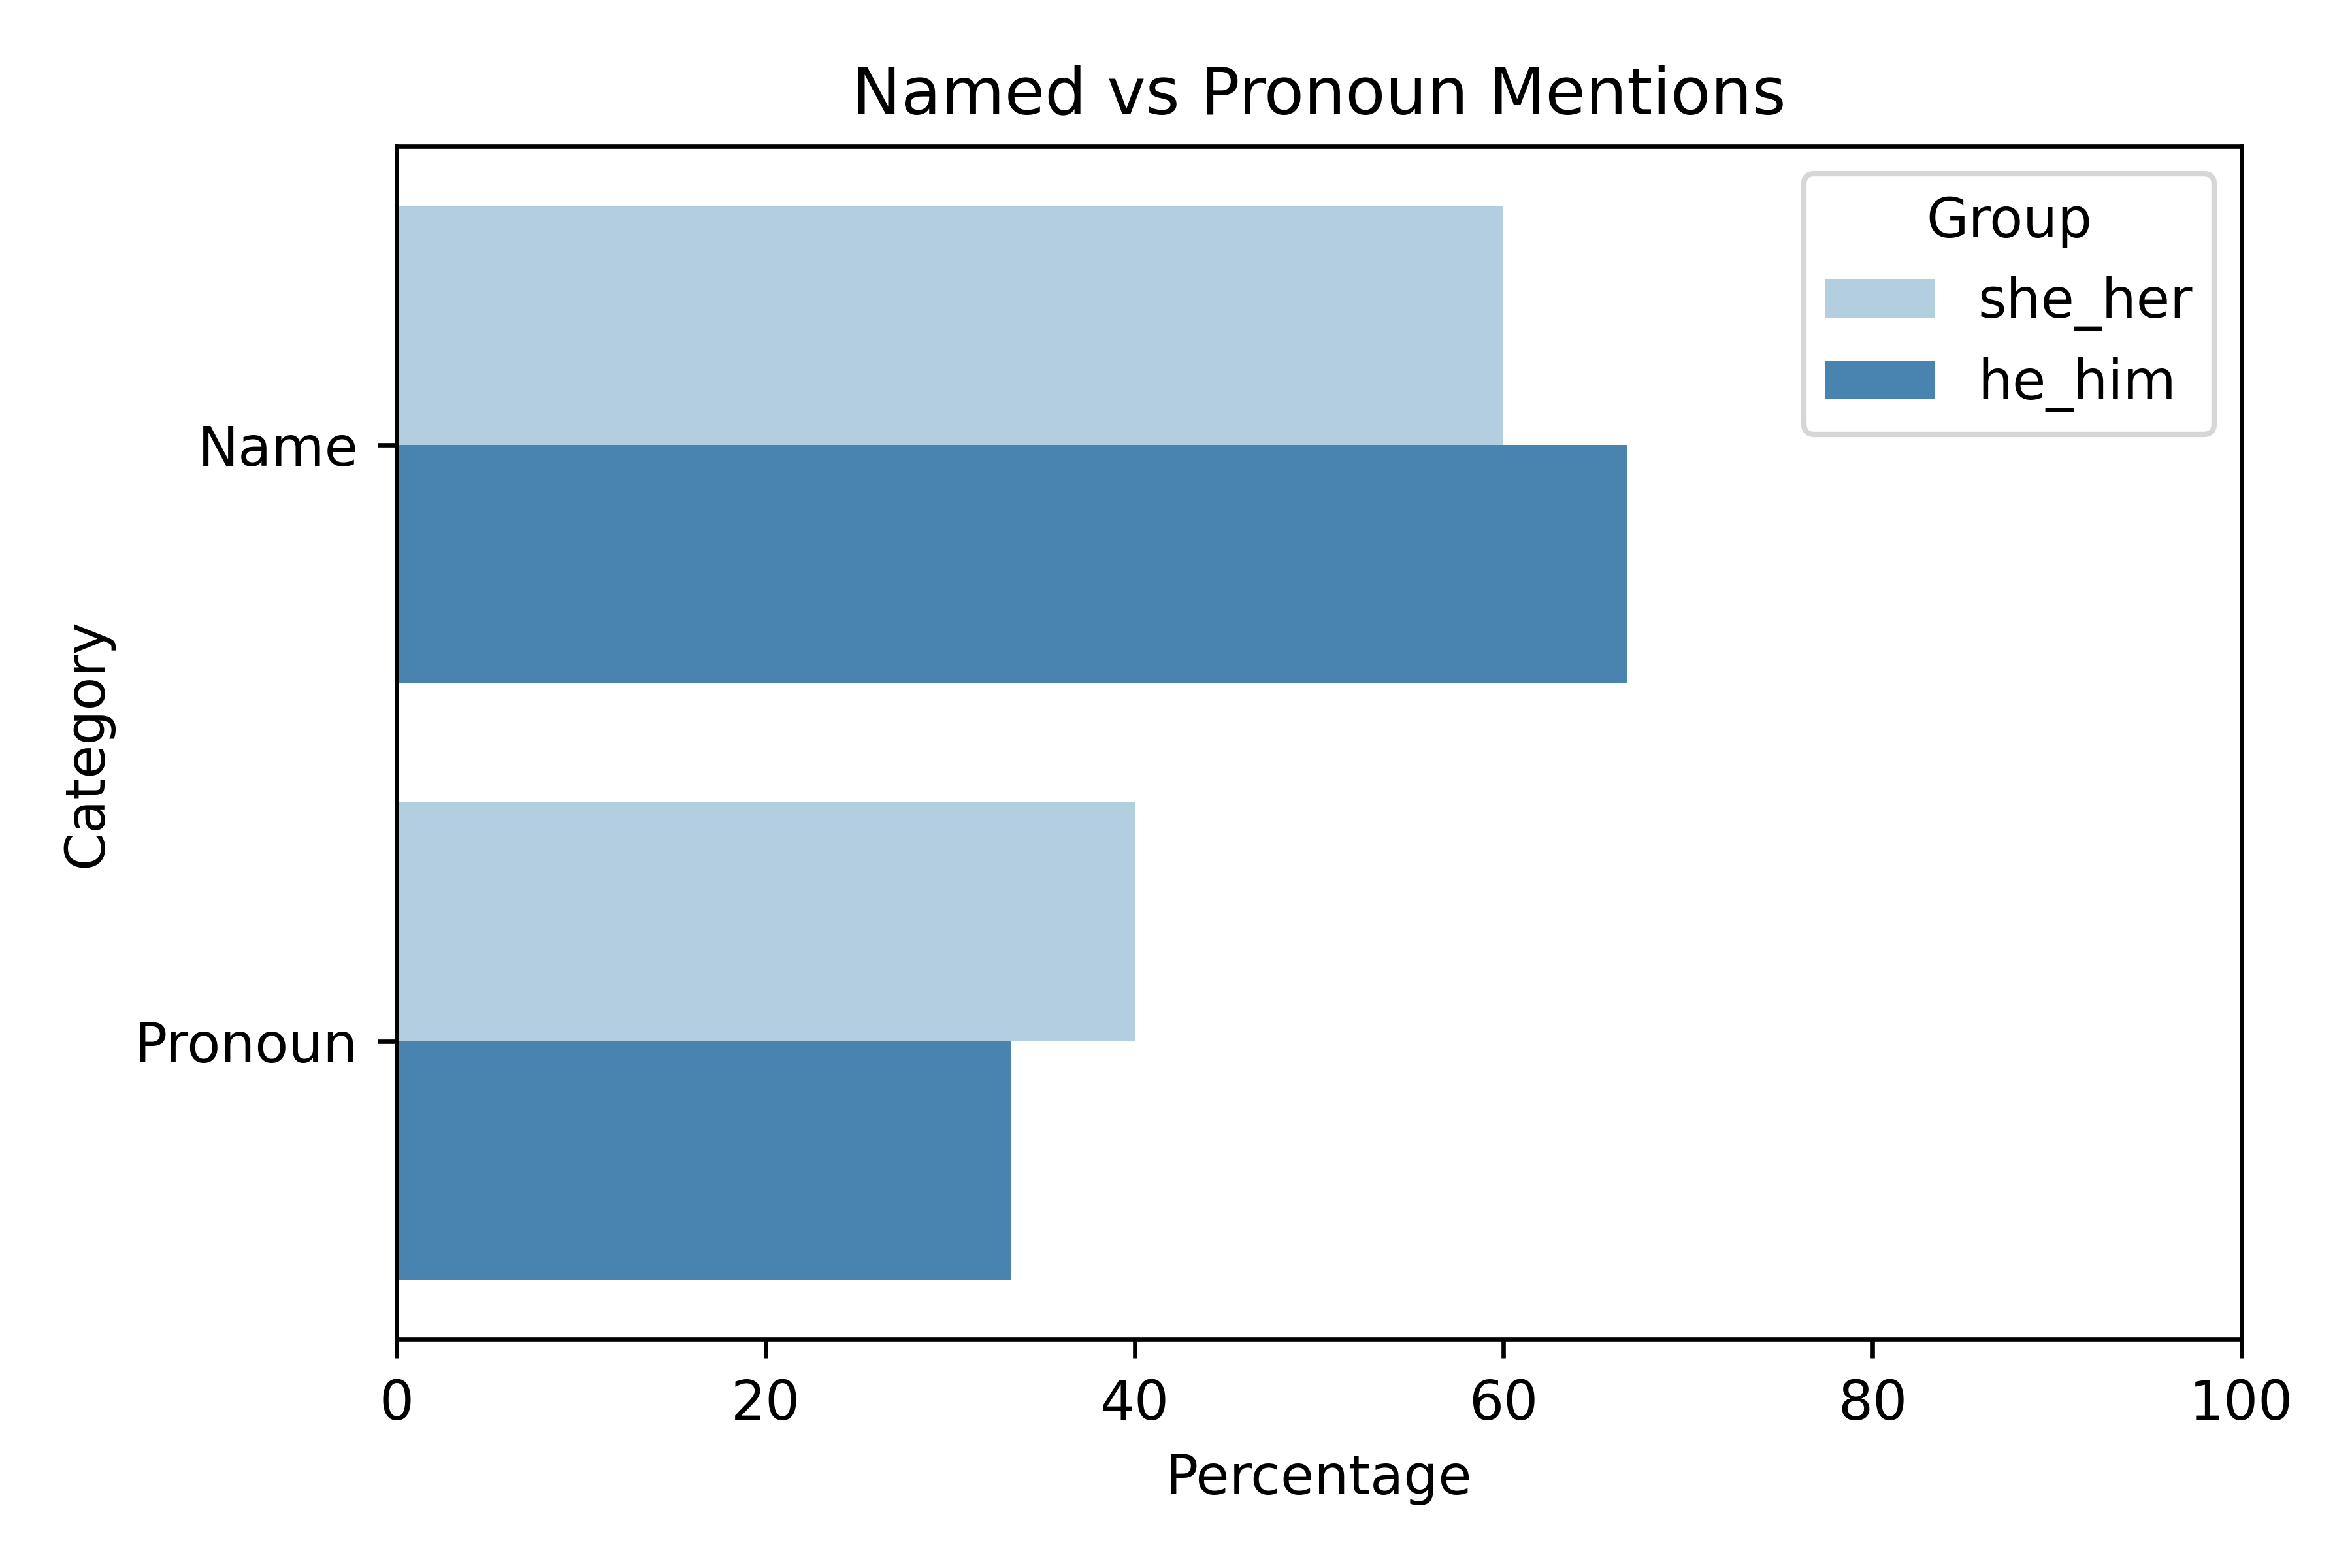 Named vs Pronoun Mentions
Group
she_her
he_him
Name
Pronoun
Category
0 20 40 60 80 100
Percentage